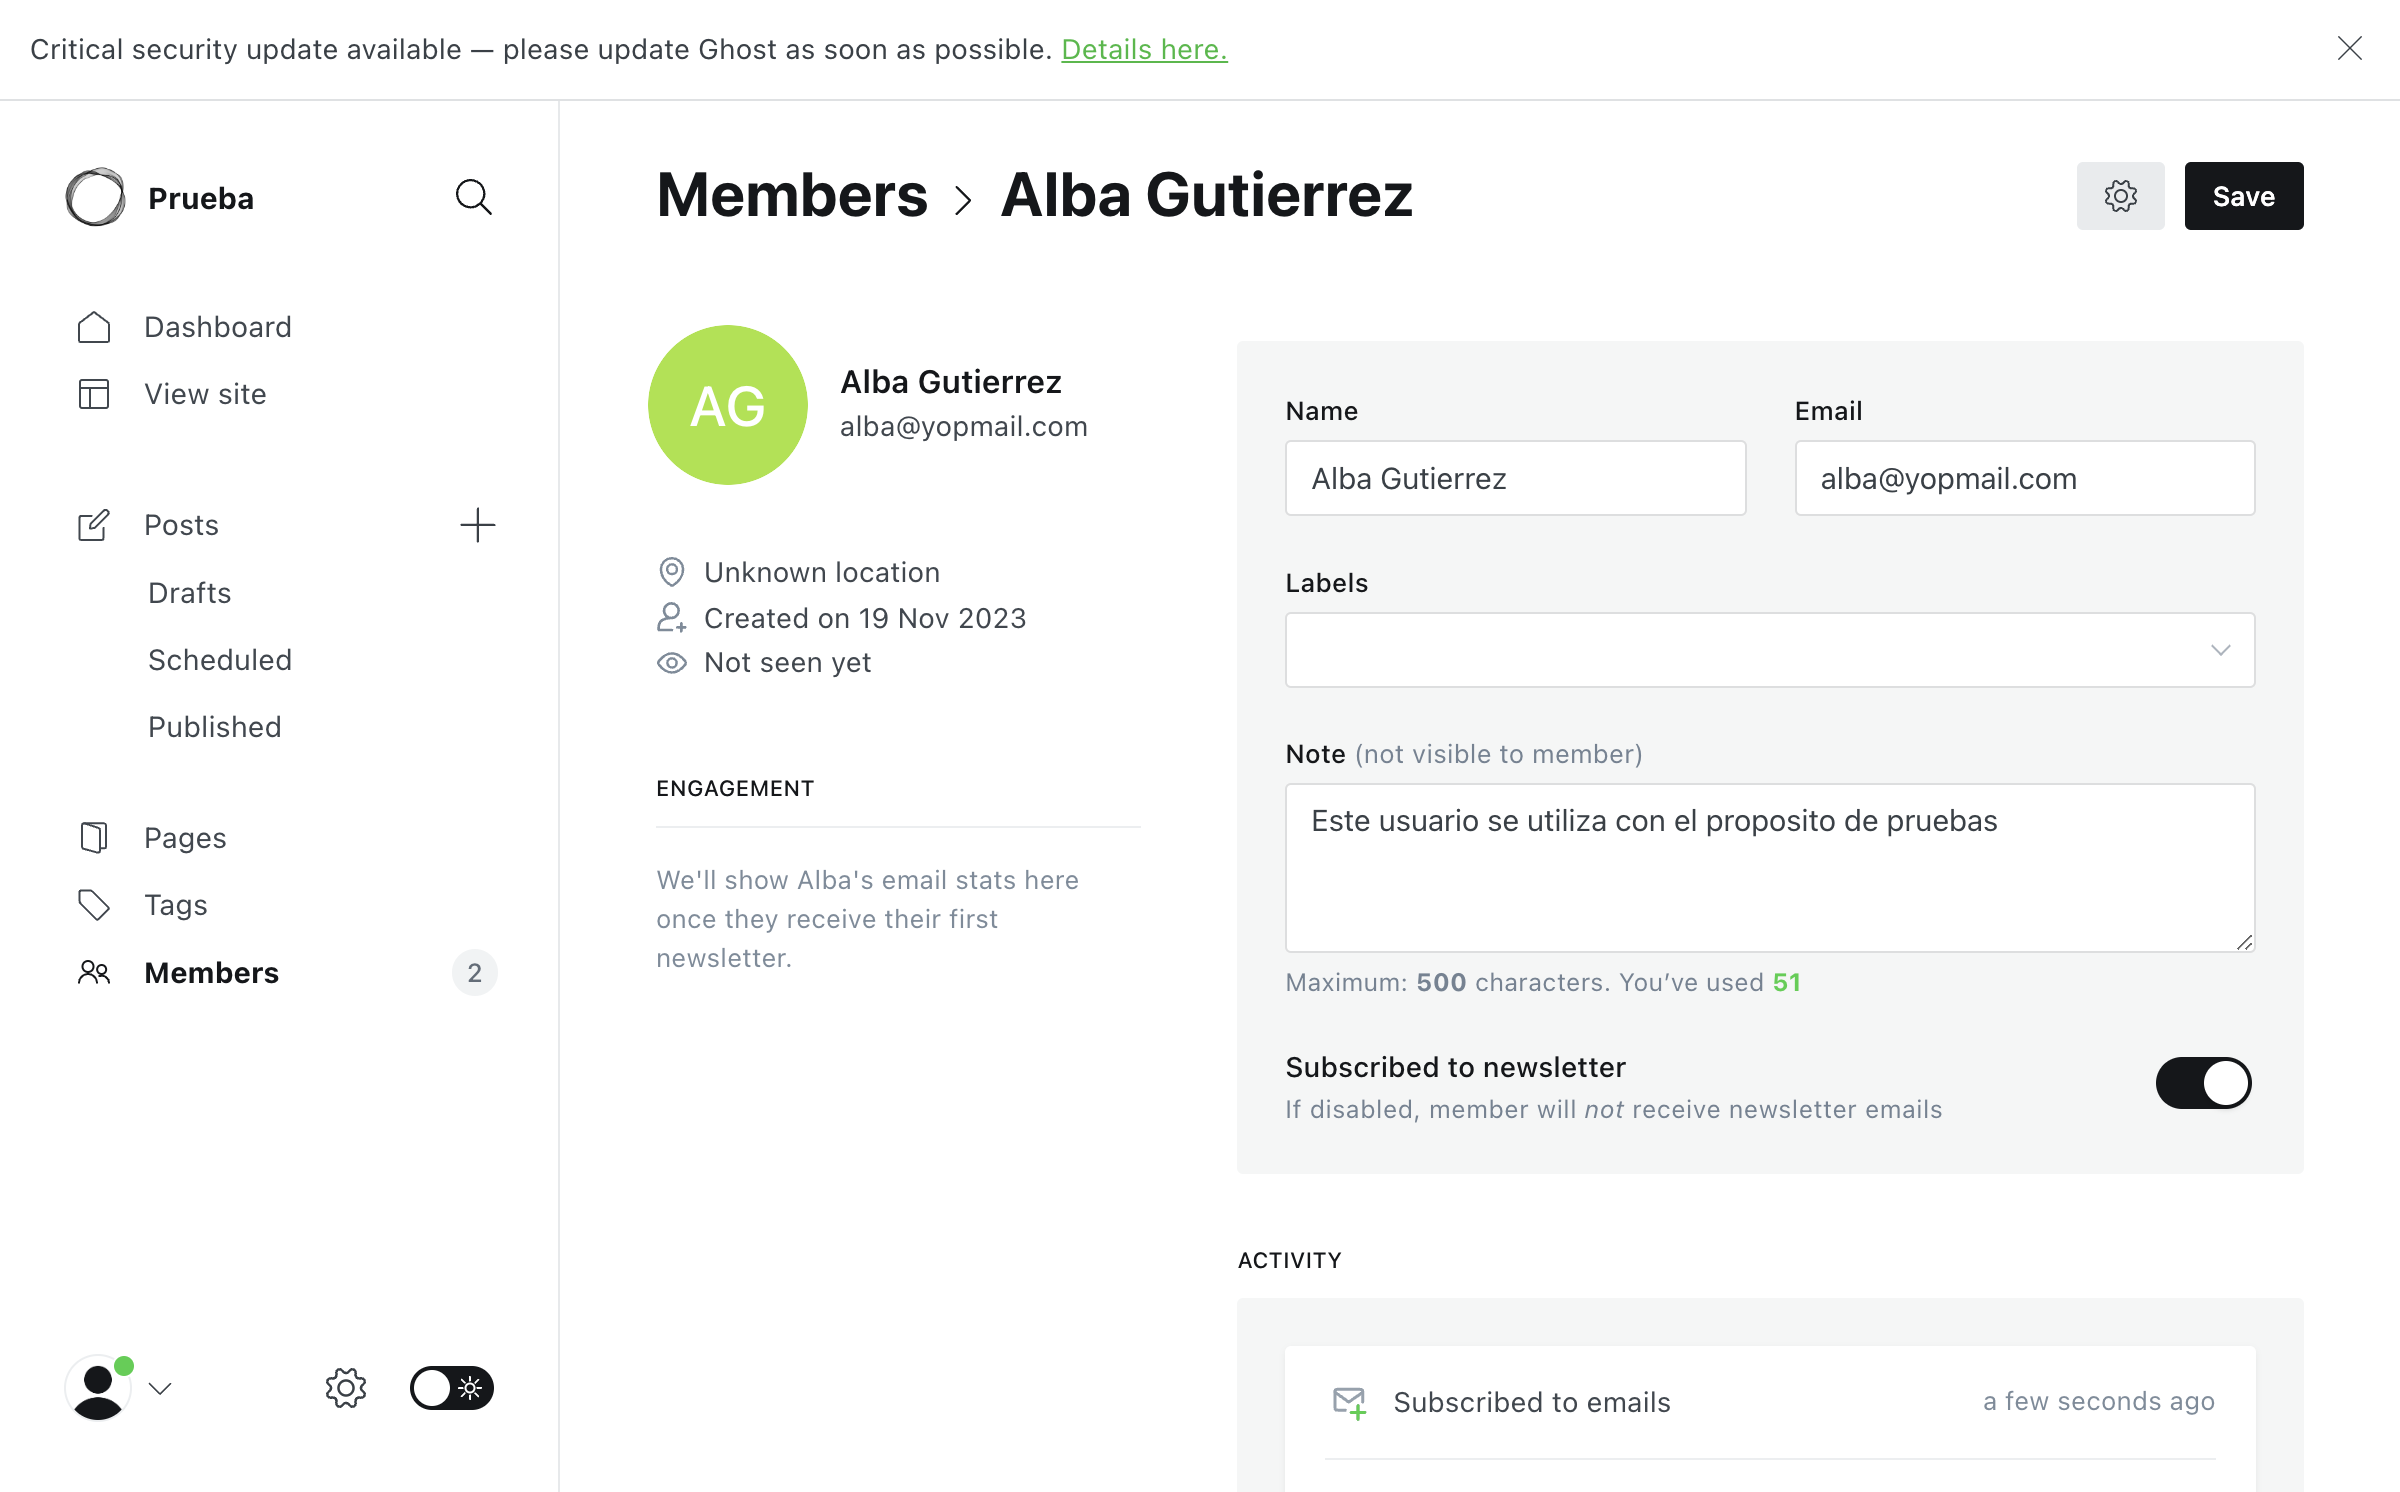 Critical security update available — please update Ghost as soon as possible. Details here.
Prueba
Dashboard
View site
Posts
Drafts
Scheduled
Published
Pages
Tags
Members 2
Members > Alba Gutierrez
Save
AG
Alba Gutierrez
alba@yopmail.com
Unknown location
Created on 19 Nov 2023
Not seen yet
ENGAGEMENT
We'll show Alba's email stats here
once they receive their first
newsletter.
Name
Alba Gutierrez
Email
alba@yopmail.com
Labels
Note (not visible to member)
Este usuario se utiliza con el proposito de pruebas
Maximum: 500 characters. You’ve used 51
Subscribed to newsletter
If disabled, member will not receive newsletter emails
ACTIVITY
Subscribed to emails
a few seconds ago